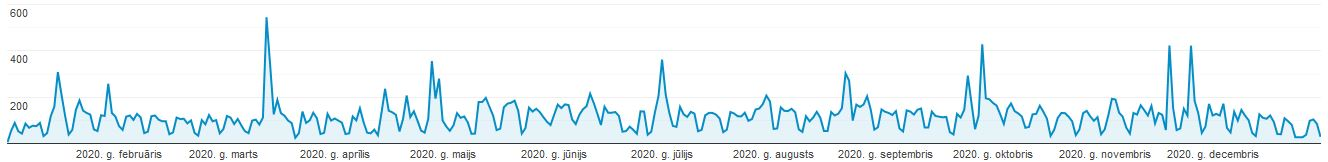 600
400
200
2020. g. februāris
2020. g. marts
2020. g. aprīlis
2020. g. maijs
2020. g. jūnijs
2020. g. jūlijs
2020. g. augusts
2020. g. septembris
2020. g. oktobris
2020. g. novembris
2020. g. decembris